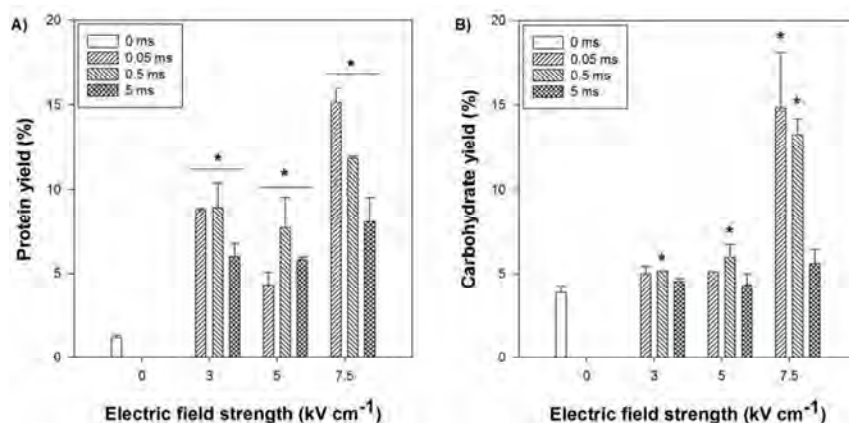 A)
20
15
10
5
0
Protein yield (%)
0 ms
0.05 ms
0.5 ms
5 ms
*
*
*
0
3
5
7.5
Electric field strength (kV cm-1)
B)
20
15
10
5
0
Carbohydrate yield (%)
0 ms
0.05 ms
0.5 ms
5 ms
*
*
*
*
0
3
5
7.5
Electric field strength (kV cm-1)